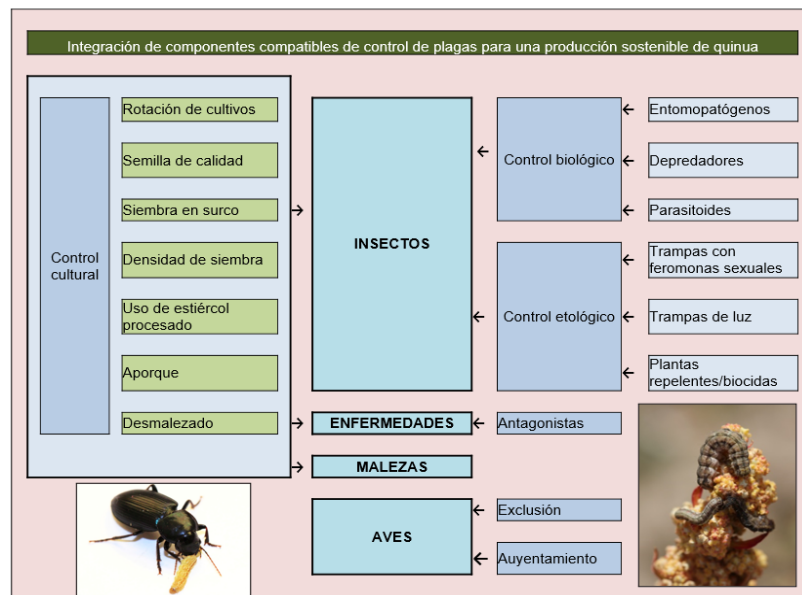 Integración de componentes compatibles de control de plagas para una producción sostenible de quinua
Control
cultural
Rotación de cultivos
Semilla de calidad
Siembra en surco
Densidad de siembra
Uso de estiércol
procesado
Aporque
Desmalezado
INSECTOS
ENFERMEDADES
MALEZAS
AVES
Control biológico
Entomopatógenos
Depredadores
Parasitoides
Control etológico
Trampas con
feromonas sexuales
Trampas de luz
Plantas
repelentes/biocidas
Antagonistas
Exclusión
Auyentamiento